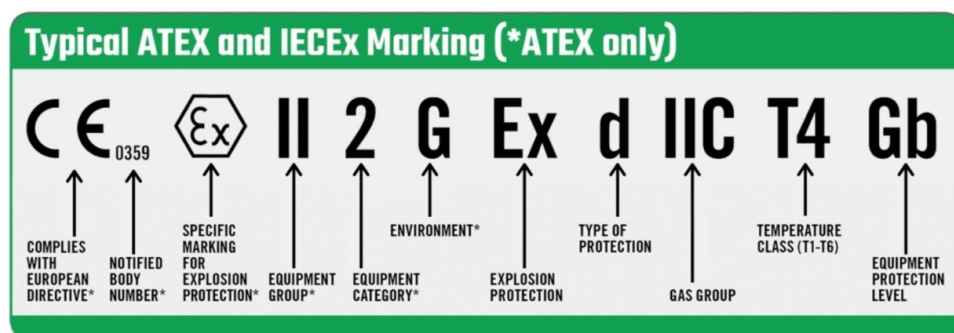 Typical ATEX and IECEx Marking (*ATEX only)
CE 0359 Ex II 2 G Ex d IIC T4 Gb
COMPLIES
WITH
EUROPEAN
DIRECTIVE*
NOTIFIED
BODY
NUMBER*
SPECIFIC
MARKING
FOR
EXPLOSION
PROTECTION*
EQUIPMENT
GROUP*
EQUIPMENT
CATEGORY*
ENVIRONMENT*
EXPLOSION
PROTECTION
TYPE OF
PROTECTION
GAS GROUP
TEMPERATURE
CLASS (T1-T6)
EQUIPMENT
PROTECTION
LEVEL